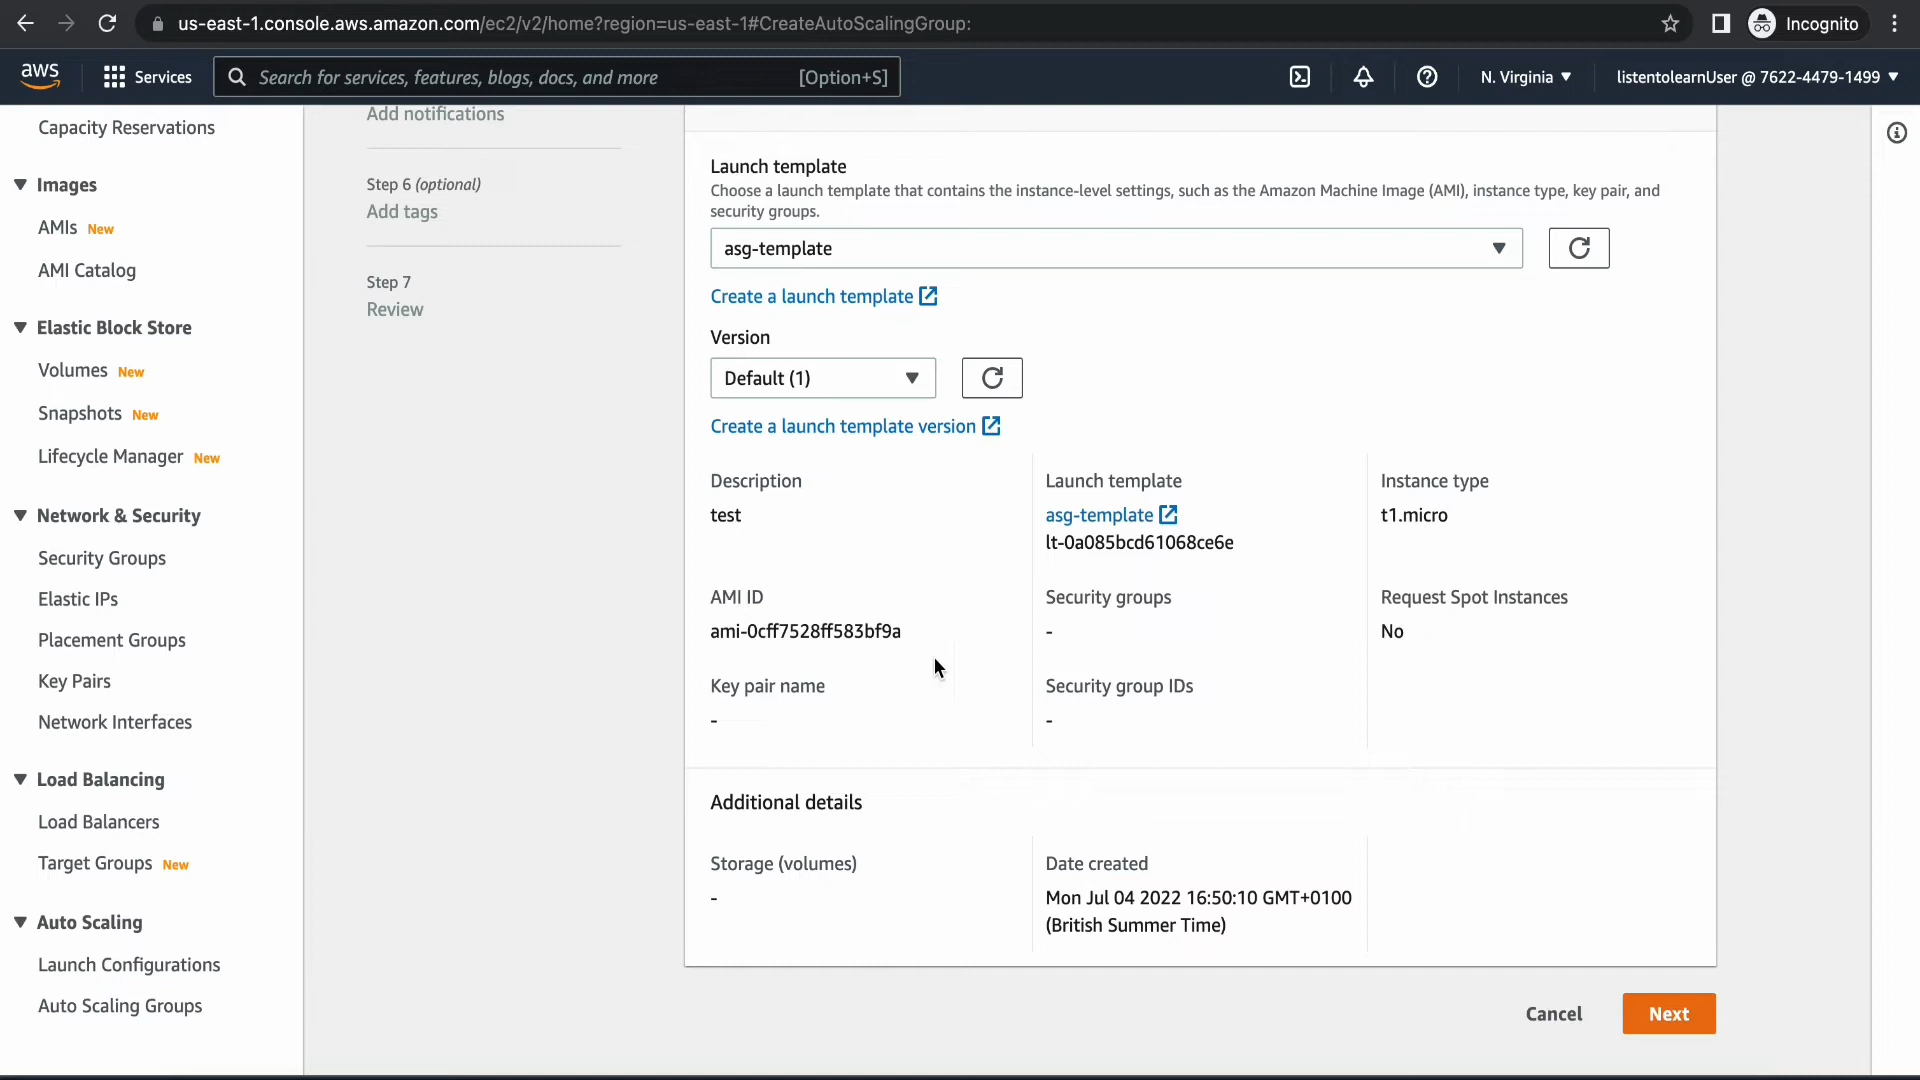 us-east-1.console.aws.amazon.com/ec2/v2/home?region=us-east-1#CreateAutoScalingGroup:
Incognito
aws
Services
Search for services, features, blogs, docs, and more
[Option+S]
N. Virginia
listentolearnUser @ 7622-4479-1499
Capacity Reservations
Images
AMIs New
AMI Catalog
Elastic Block Store
Volumes New
Snapshots New
Lifecycle Manager New
Network & Security
Security Groups
Elastic IPs
Placement Groups
Key Pairs
Network Interfaces
Load Balancing
Load Balancers
Target Groups New
Auto Scaling
Launch Configurations
Auto Scaling Groups
Add notifications
Step 6 (optional)
Add tags
Step 7
Review
Launch template
Choose a launch template that contains the instance-level settings, such as the Amazon Machine Image (AMI), instance type, key pair, and
security groups.
asg-template
Create a launch template
Version
Default (1)
Create a launch template version
Description
test
Launch template
asg-template
lt-0a085bcd61068ce6e
Instance type
t1.micro
AMI ID
ami-0cff7528ff583bf9a
Security groups
-
Request Spot Instances
No
Key pair name
-
Security group IDs
-
Additional details
Storage (volumes)
-
Date created
Mon Jul 04 2022 16:50:10 GMT+0100
(British Summer Time)
Cancel
Next